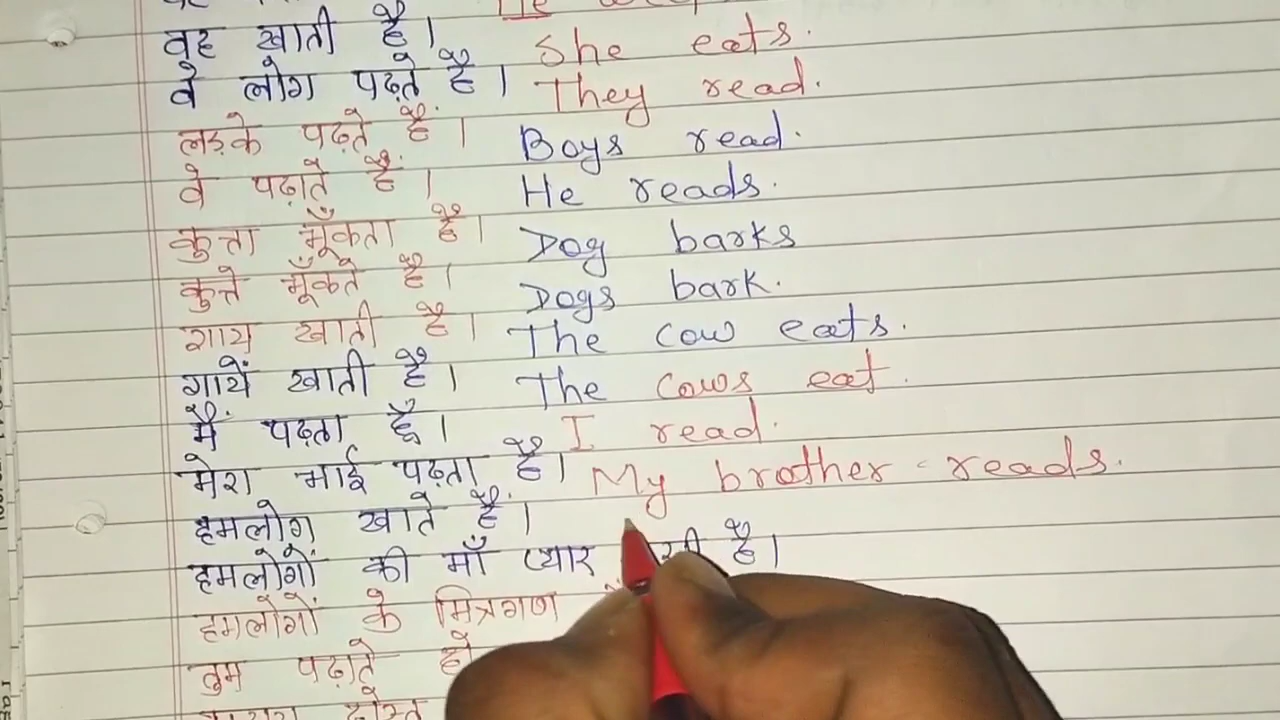 वह खाती है। She eats.
वे लोग पढ़ते है। They read.
लड़के पढ़ते हैं। Boys read.
वे पढ़ाते हैं। He reads.
कुत्ता भूँकता है। Dog barks
कुत्ते भूँकते है। Dogs bark.
गाय खाती है। The cow eats.
गायें खाती है। The cows eat.
मैं पढ़ता हूँ। I read.
मेरा भाई पढ़ता है। My brother reads.
हमलोग खाते हैं।
हमलोगों की माँ प्यार है।
हमलोगों के मित्रगण
तुम पढ़ाते हो
दोस्त